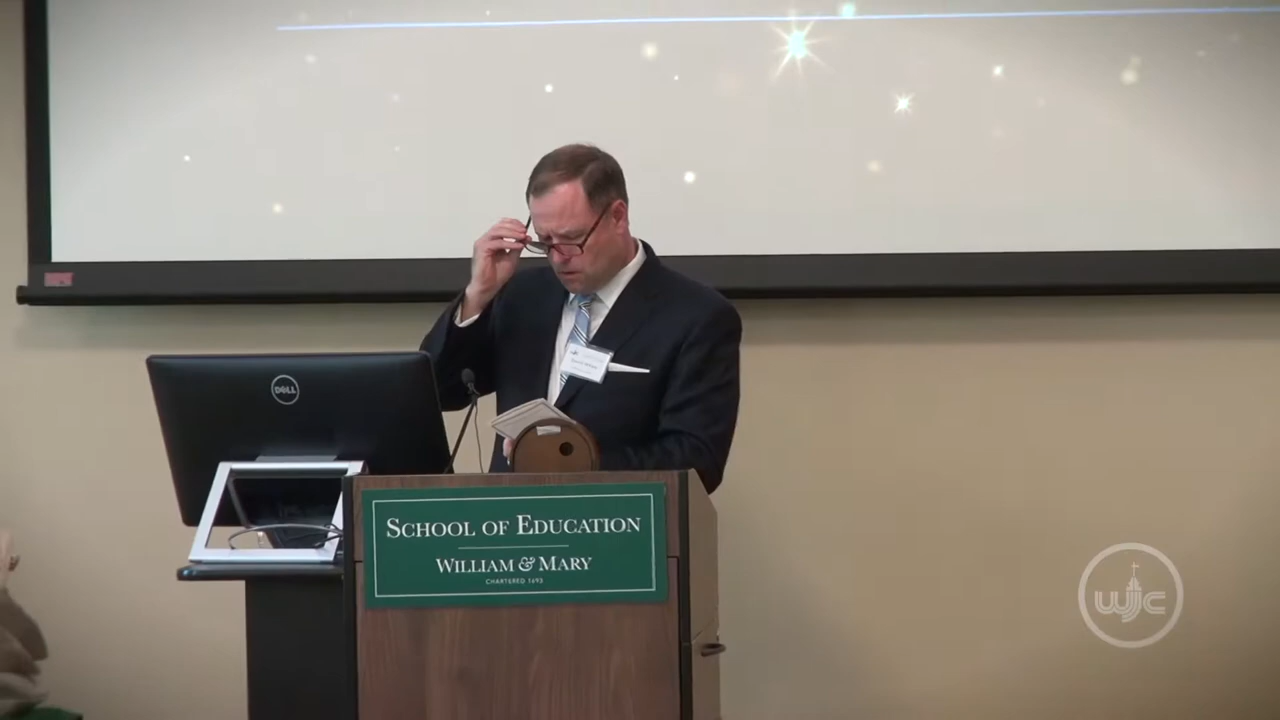 DELL
SCHOOL OF EDUCATION
WILLIAM & MARY
CHARTERED 1693
WJC